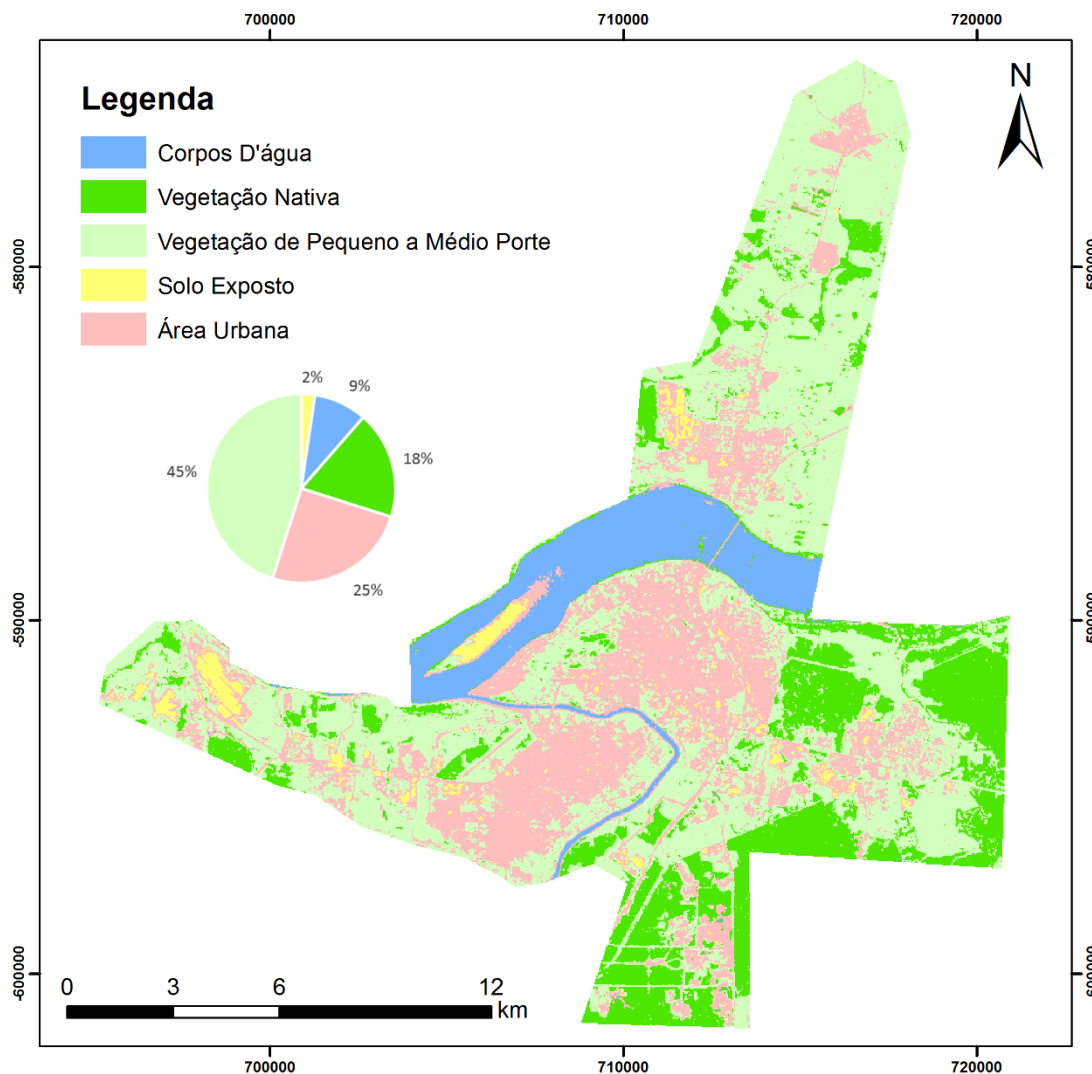 700000
710000
720000
N
Legenda
Corpos D'água
Vegetação Nativa
Vegetação de Pequeno a Médio Porte
Solo Exposto
Área Urbana
2%
9%
18%
45%
25%
-580000
-580000
-590000
-590000
-600000
-600000
0 3 6 12
km
700000
710000
720000